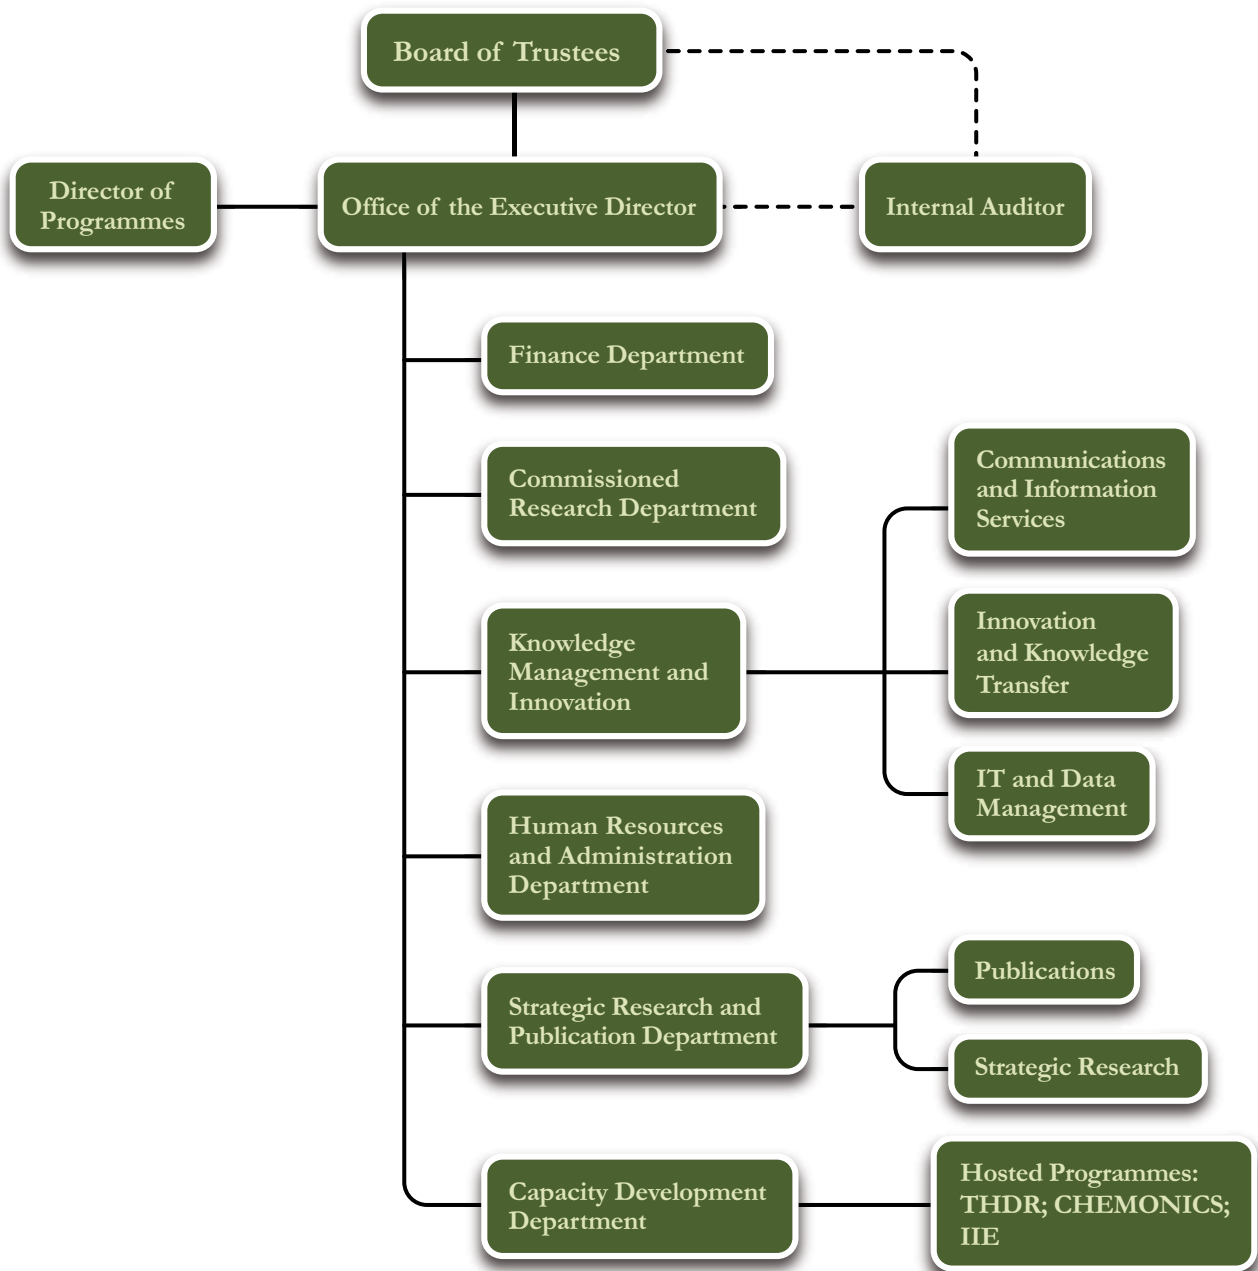 Board of Trustees
Director of
Programmes
Office of the Executive Director
Internal Auditor
Finance Department
Commissioned
Research Department
Communications
and Information
Services
Knowledge
Management and
Innovation
Innovation
and Knowledge
Transfer
IT and Data
Management
Human Resources
and Administration
Department
Strategic Research and
Publication Department
Publications
Strategic Research
Capacity Development
Department
Hosted Programmes:
THDR; CHEMONICS;
IIE